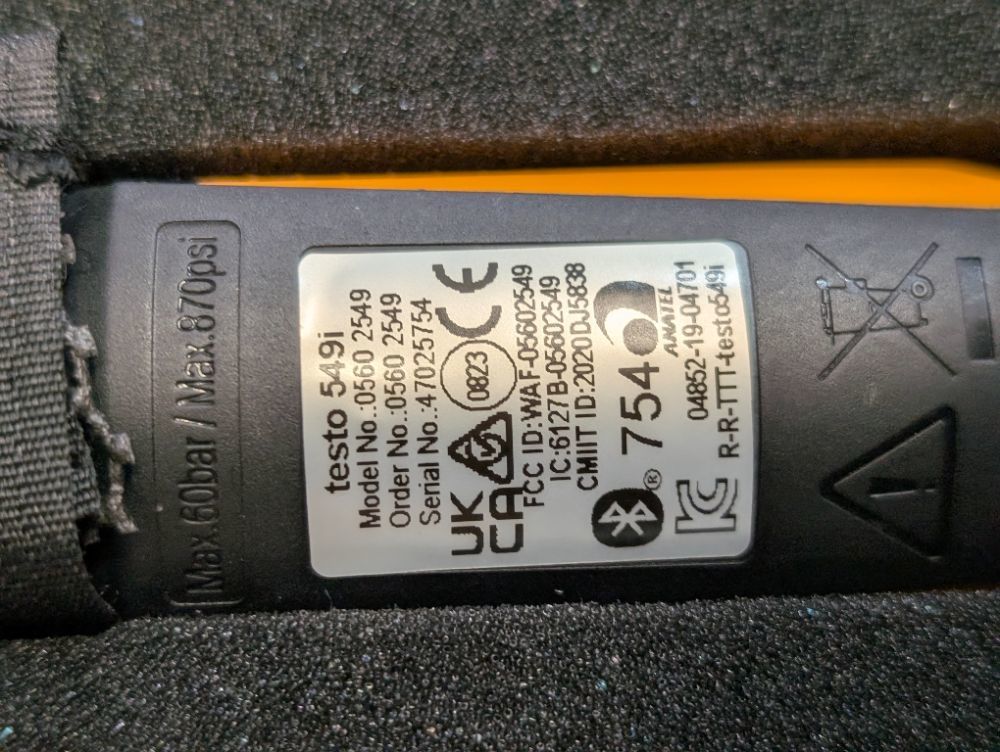 Max.60bar / Max.870psi
testo 549i
Model No.:0560 2549
Order No.:0560 2549
Serial No.:47025754
UK
CA
0823
CE
FCC ID:WAF-05602549
IC:6127B-05602549
CMIIT ID:2020DJ5838
® 754
ANATEL
04852-19-04701
R-R-TTT-testo549i